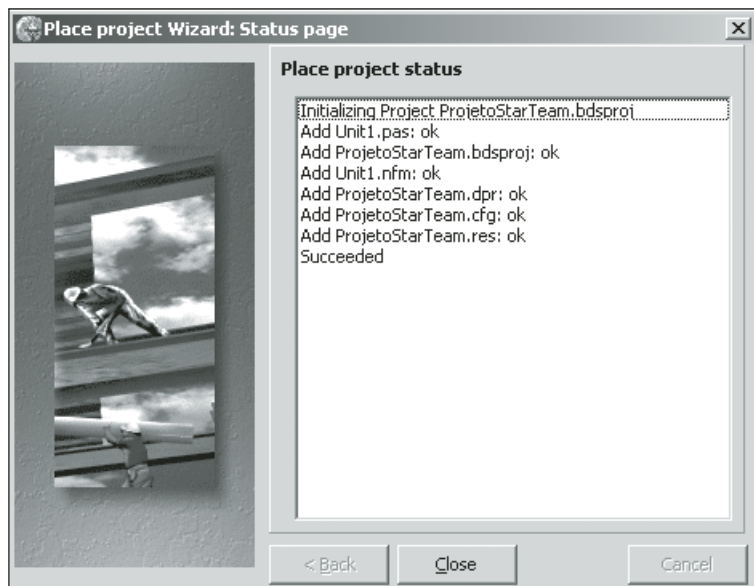 Place project Wizard: Status page
Place project status
Initializing Project ProjetoStarTeam.bdsproj
Add Unit1.pas: ok
Add ProjetoStarTeam.bdsproj: ok
Add Unit1.nfm: ok
Add ProjetoStarTeam.dpr: ok
Add ProjetoStarTeam.cfg: ok
Add ProjetoStarTeam.res: ok
Succeeded
< Back
Close
Cancel